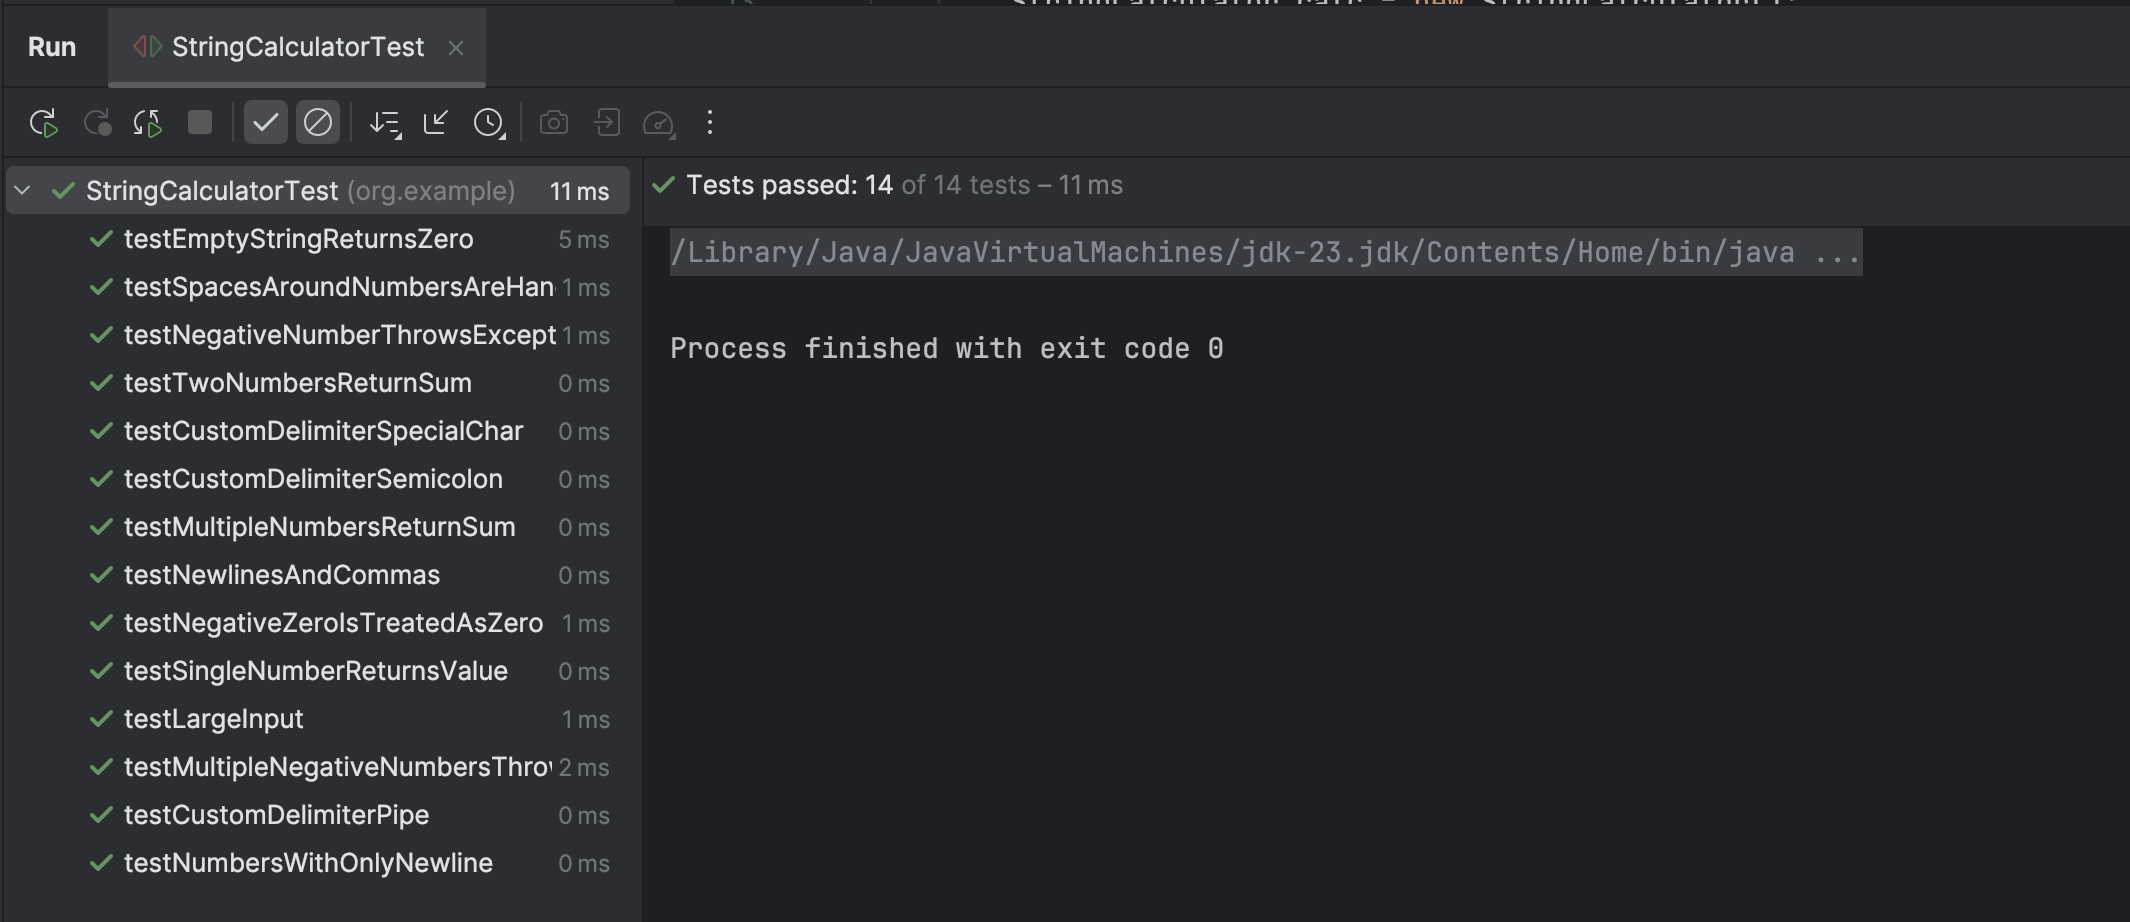 Run StringCalculatorTest
StringCalculatorTest (org.example) 11 ms
testEmptyStringReturnsZero 5 ms
testSpacesAroundNumbersAreHan 1 ms
testNegativeNumberThrowsExcept 1 ms
testTwoNumbersReturnSum 0 ms
testCustomDelimiterSpecialChar 0 ms
testCustomDelimiterSemicolon 0 ms
testMultipleNumbersReturnSum 0 ms
testNewlinesAndCommas 0 ms
testNegativeZeroIsTreatedAsZero 1 ms
testSingleNumberReturnsValue 0 ms
testLargeInput 1 ms
testMultipleNegativeNumbersThrow 2 ms
testCustomDelimiterPipe 0 ms
testNumbersWithOnlyNewline 0 ms
Tests passed: 14 of 14 tests – 11 ms
/Library/Java/JavaVirtualMachines/jdk-23.jdk/Contents/Home/bin/java ...
Process finished with exit code 0